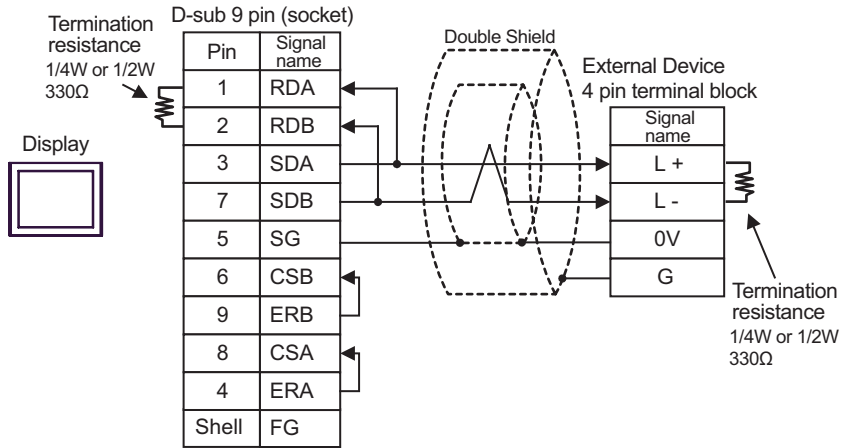 D-sub 9 pin (socket)
Termination
resistance
1/4W or 1/2W
330Ω
Display
Pin Signal name
1 RDA
2 RDB
3 SDA
7 SDB
5 SG
6 CSB
9 ERB
8 CSA
4 ERA
Shell FG
Double Shield
External Device
4 pin terminal block
Signal
name
L +
L -
0V
G
Termination
resistance
1/4W or 1/2W
330Ω